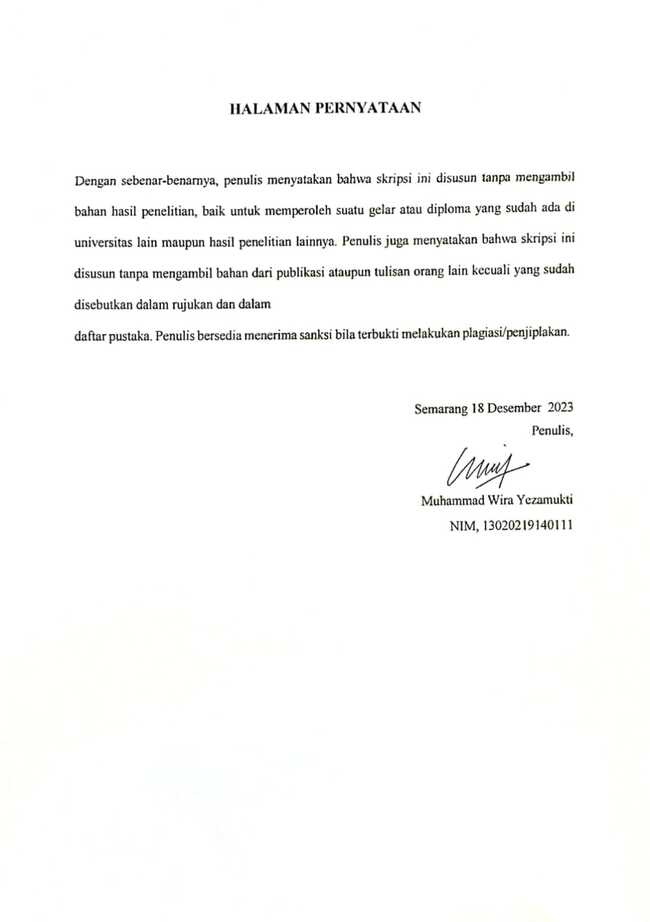 HALAMAN PERNYATAAN
Dengan sebenar-benarnya, penulis menyatakan bahwa skripsi ini disusun tanpa mengambil
bahan hasil penelitian, baik untuk memperoleh suatu gelar atau diploma yang sudah ada di
universitas lain maupun hasil penelitian lainnya. Penulis juga menyatakan bahwa skripsi ini
disusun tanpa mengambil bahan dari publikasi ataupun tulisan orang lain kecuali yang sudah
disebutkan dalam rujukan dan dalam
daftar pustaka. Penulis bersedia menerima sanksi bila terbukti melakukan plagiasi/penjiplakan.
Semarang 18 Desember 2023
Penulis,
Muhammad Wira Yezamukti
NIM, 13020219140111